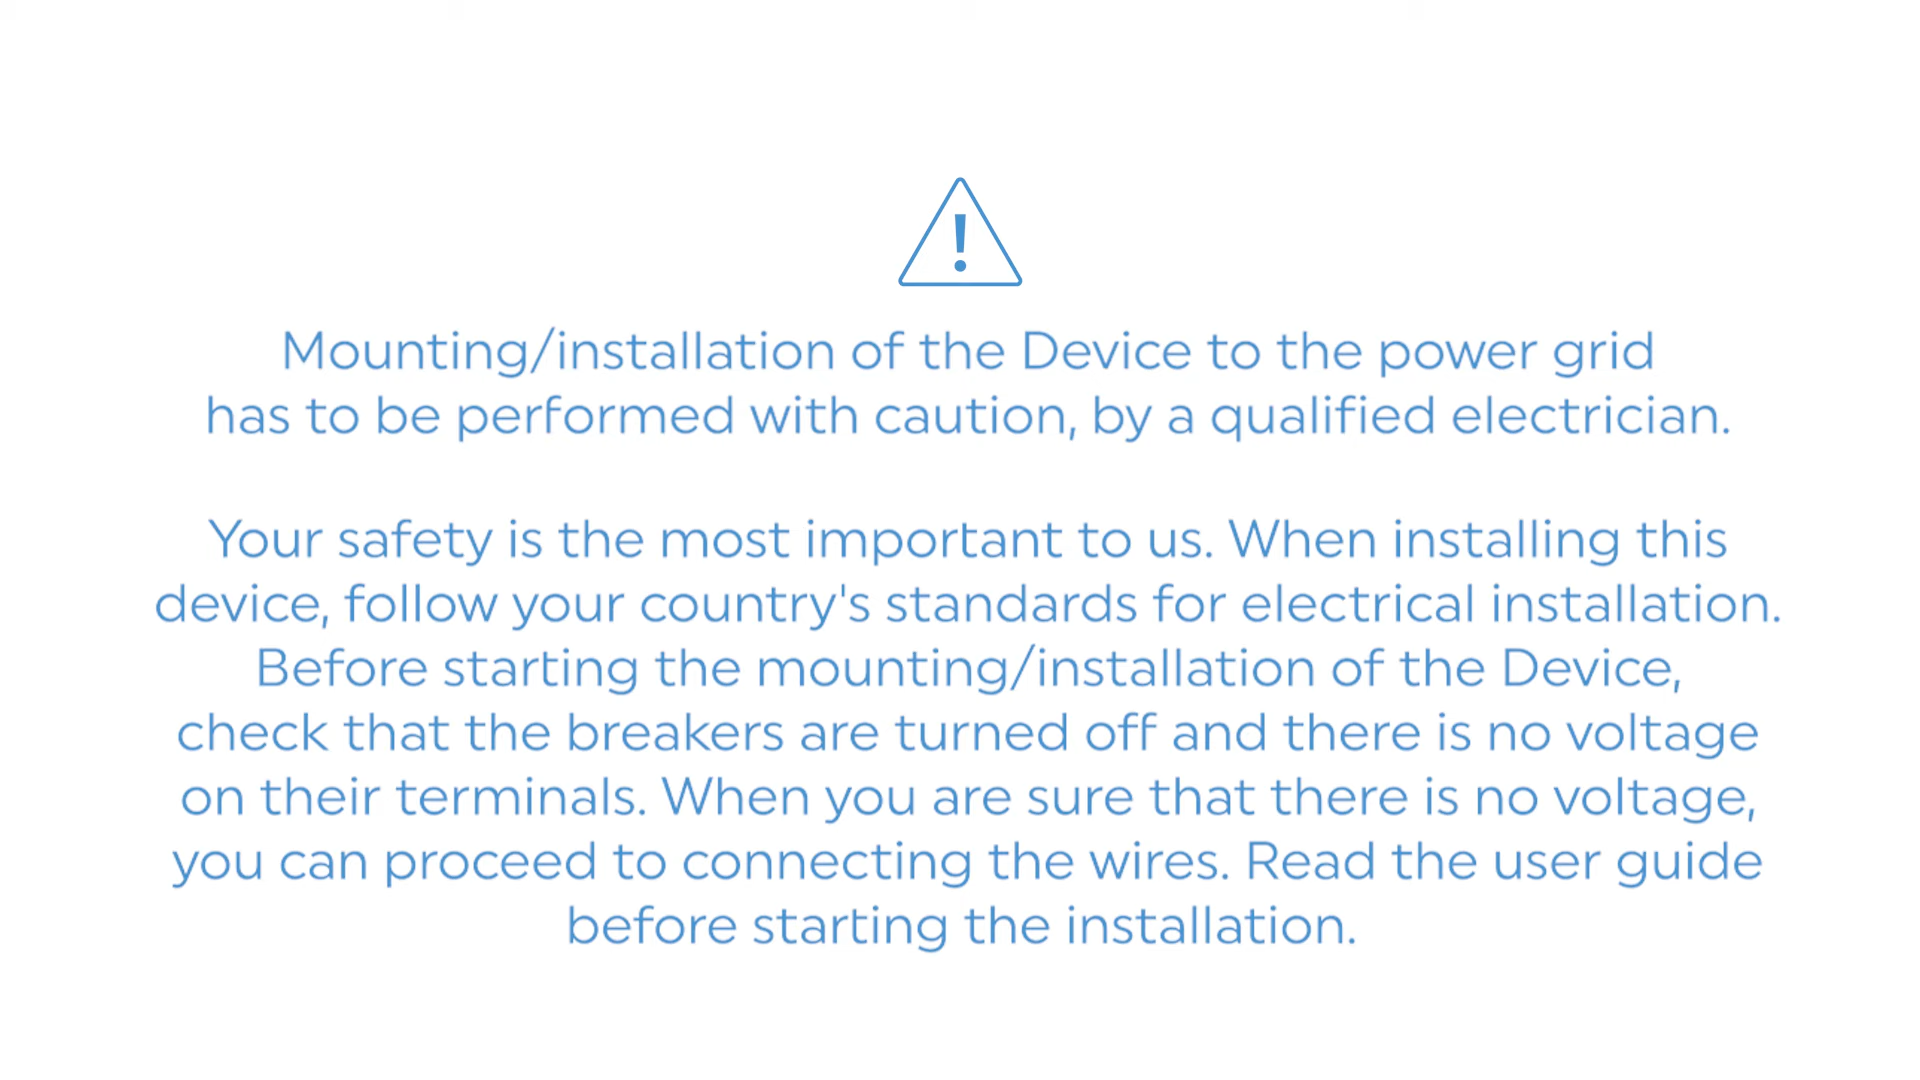 Mounting/installation of the Device to the power grid
has to be performed with caution, by a qualified electrician.
Your safety is the most important to us. When installing this
device, follow your country's standards for electrical installation.
Before starting the mounting/installation of the Device,
check that the breakers are turned off and there is no voltage
on their terminals. When you are sure that there is no voltage,
you can proceed to connecting the wires. Read the user guide
before starting the installation.